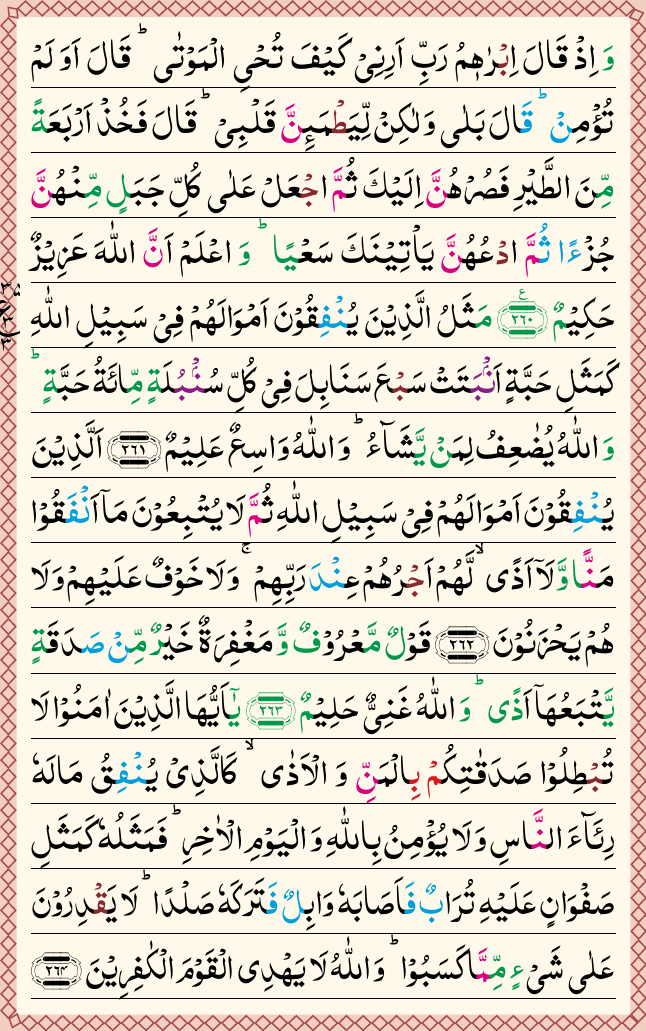 وَاِذْ قَالَ اِبْرٰهٖمُ رَبِّ اَرِنِیْ كَیْفَ تُحْیِ الْمَوْتٰیؕ قَالَ اَوَلَمْ
تُؤْمِنْؕ قَالَ بَلٰی وَلٰكِنْ لِّیَطْمَىِٕنَّ قَلْبِیْؕ قَالَ فَخُذْ اَرْبَعَةً
مِّنَ الطَّیْرِ فَصُرْهُنَّ اِلَیْكَ ثُمَّ اجْعَلْ عَلٰی كُلِّ جَبَلٍ مِّنْهُنَّ
جُزْءًا ثُمَّ ادْعُهُنَّ یَاْتِیْنَكَ سَعْیًاؕ وَ اعْلَمْ اَنَّ اللّٰهَ عَزِیْزٌ
حَكِیْمٌ ع ۲۶۰ مَثَلُ الَّذِیْنَ یُنْفِقُوْنَ اَمْوَالَهُمْ فِیْ سَبِیْلِ اللّٰهِ
كَمَثَلِ حَبَّةٍ اَنْۢبَتَتْ سَبْعَ سَنَابِلَ فِیْ كُلِّ سُنْۢبُلَةٍ مِّائَةُ حَبَّةٍؕ
وَاللّٰهُ یُضٰعِفُ لِمَنْ یَّشَآءُؕ وَاللّٰهُ وَاسِعٌ عَلِیْمٌ ۲۶۱ اَلَّذِیْنَ
یُنْفِقُوْنَ اَمْوَالَهُمْ فِیْ سَبِیْلِ اللّٰهِ ثُمَّ لَا یُتْبِعُوْنَ مَاۤ اَنْفَقُوْا
مَنًّا وَّلَاۤ اَذًیۙ لَّهُمْ اَجْرُهُمْ عِنْدَ رَبِّهِمْۚ وَلَا خَوْفٌ عَلَیْهِمْ وَلَا
هُمْ یَحْزَنُوْنَ ۲۶۲ قَوْلٌ مَّعْرُوْفٌ وَّمَغْفِرَةٌ خَیْرٌ مِّنْ صَدَقَةٍ
یَّتْبَعُهَاۤ اَذًیؕ وَاللّٰهُ غَنِیٌّ حَلِیْمٌ ۲۶۳ یٰۤاَیُّهَا الَّذِیْنَ اٰمَنُوْا لَا
تُبْطِلُوْا صَدَقٰتِكُمْ بِالْمَنِّ وَ الْاَذٰیۙ كَالَّذِیْ یُنْفِقُ مَالَهٗ
رِئَآءَ النَّاسِ وَلَا یُؤْمِنُ بِاللّٰهِ وَالْیَوْمِ الْاٰخِرِؕ فَمَثَلُهٗ كَمَثَلِ
صَفْوَانٍ عَلَیْهِ تُرَابٌ فَاَصَابَهٗ وَابِلٌ فَتَرَكَهٗ صَلْدًاؕ لَا یَقْدِرُوْنَ
عَلٰی شَیْءٍ مِّمَّا كَسَبُوْاؕ وَاللّٰهُ لَا یَهْدِی الْقَوْمَ الْكٰفِرِیْنَ ۲۶۴